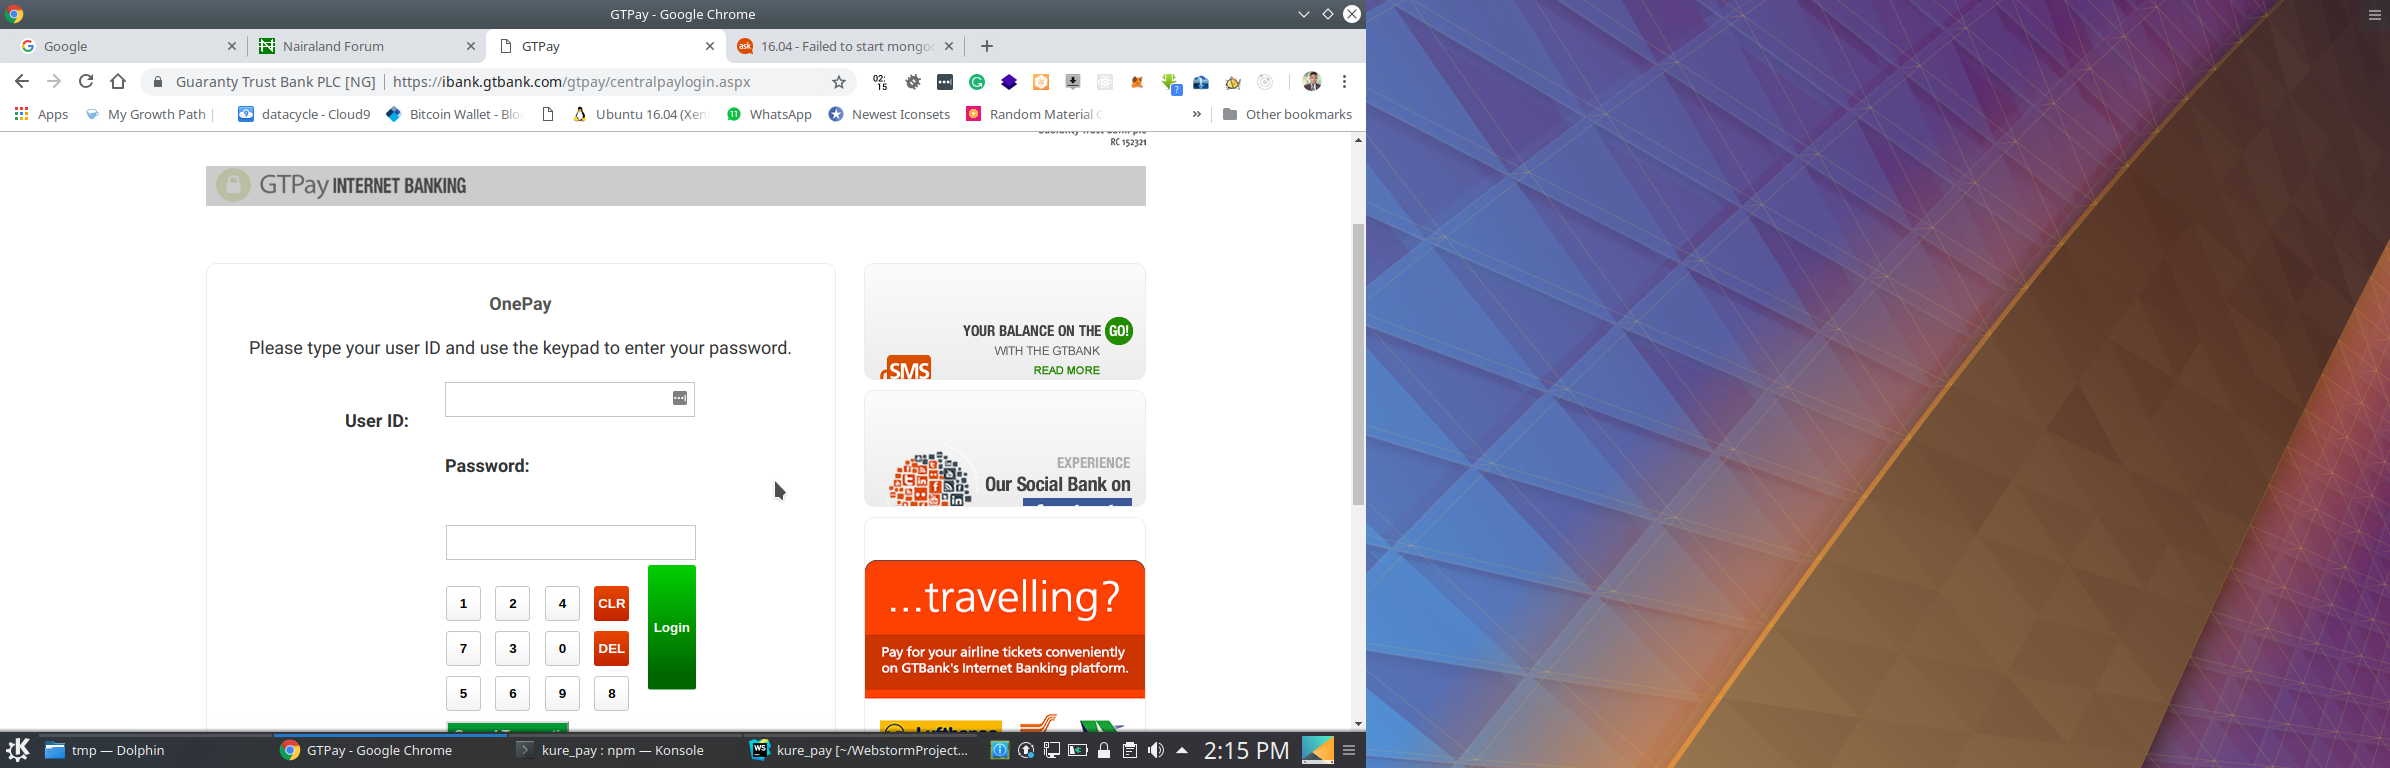 GTPay - Google Chrome
Google
Nairaland Forum
GTPay
ask
16.04 - Failed to start mongo
Guaranty Trust Bank PLC [NG] | https://ibank.gtbank.com/gtpay/centralpaylogin.aspx
02:
15
?
Apps
My Growth Path |
datacycle - Cloud9
Bitcoin Wallet - Blo
Ubuntu 16.04 (Xen
11
WhatsApp
Newest Iconsets
Random Material
»
Other bookmarks
RC 152321
GTPay INTERNET BANKING
OnePay
Please type your user ID and use the keypad to enter your password.
User ID:
Password:
1 2 4 CLR
7 3 0 DEL
5 6 9 8
Login
YOUR BALANCE ON THE GO!
WITH THE GTBANK
READ MORE
SMS
EXPERIENCE
Our Social Bank on
...travelling?
Pay for your airline tickets conveniently
on GTBank's Internet Banking platform.
tmp — Dolphin
GTPay - Google Chrome
kure_pay : npm — Konsole
WS
kure_pay [~/WebstormProject...
2:15 PM